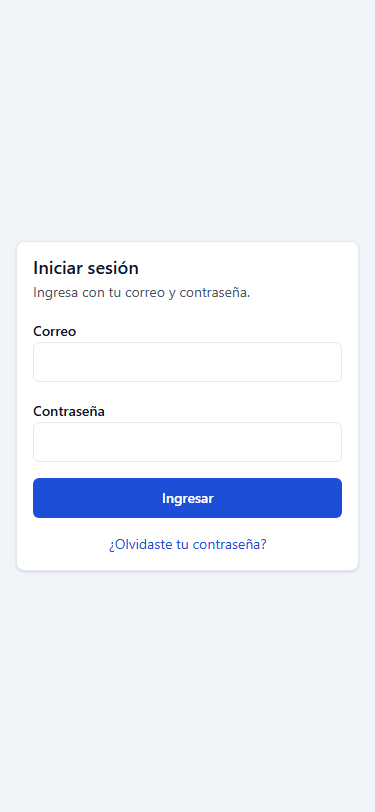 Iniciar sesión
Ingresa con tu correo y contraseña.
Correo
Contraseña
Ingresar
¿Olvidaste tu contraseña?